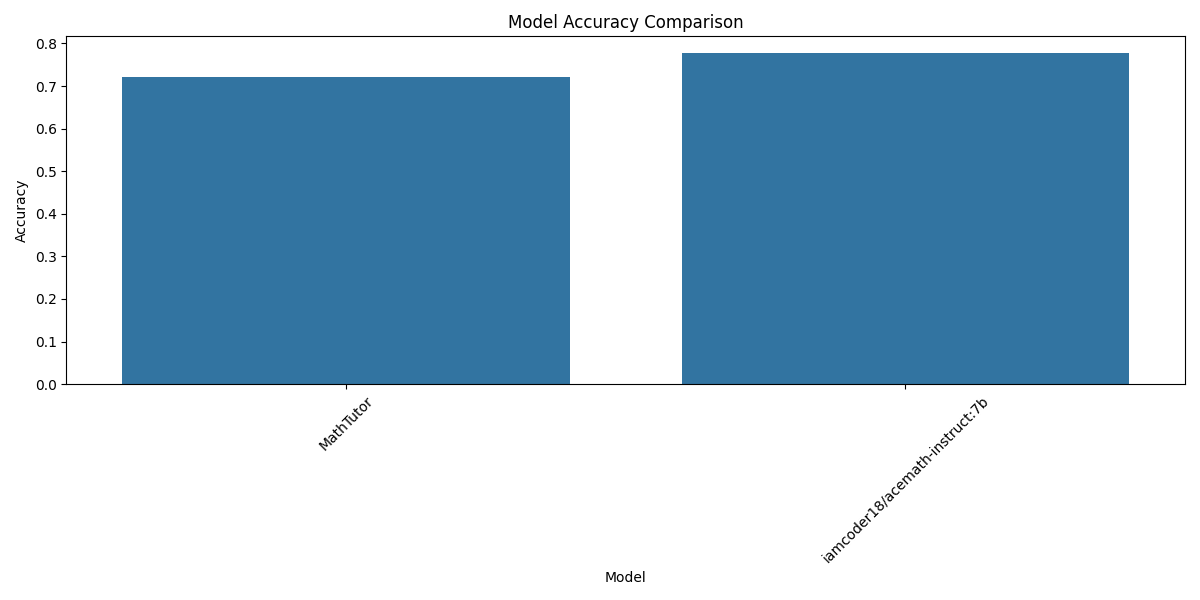 Model Accuracy Comparison
Accuracy
0.8
0.7
0.6
0.5
0.4
0.3
0.2
0.1
0.0
MathTutor
iamcoder18/acemath-instruct:7b
Model